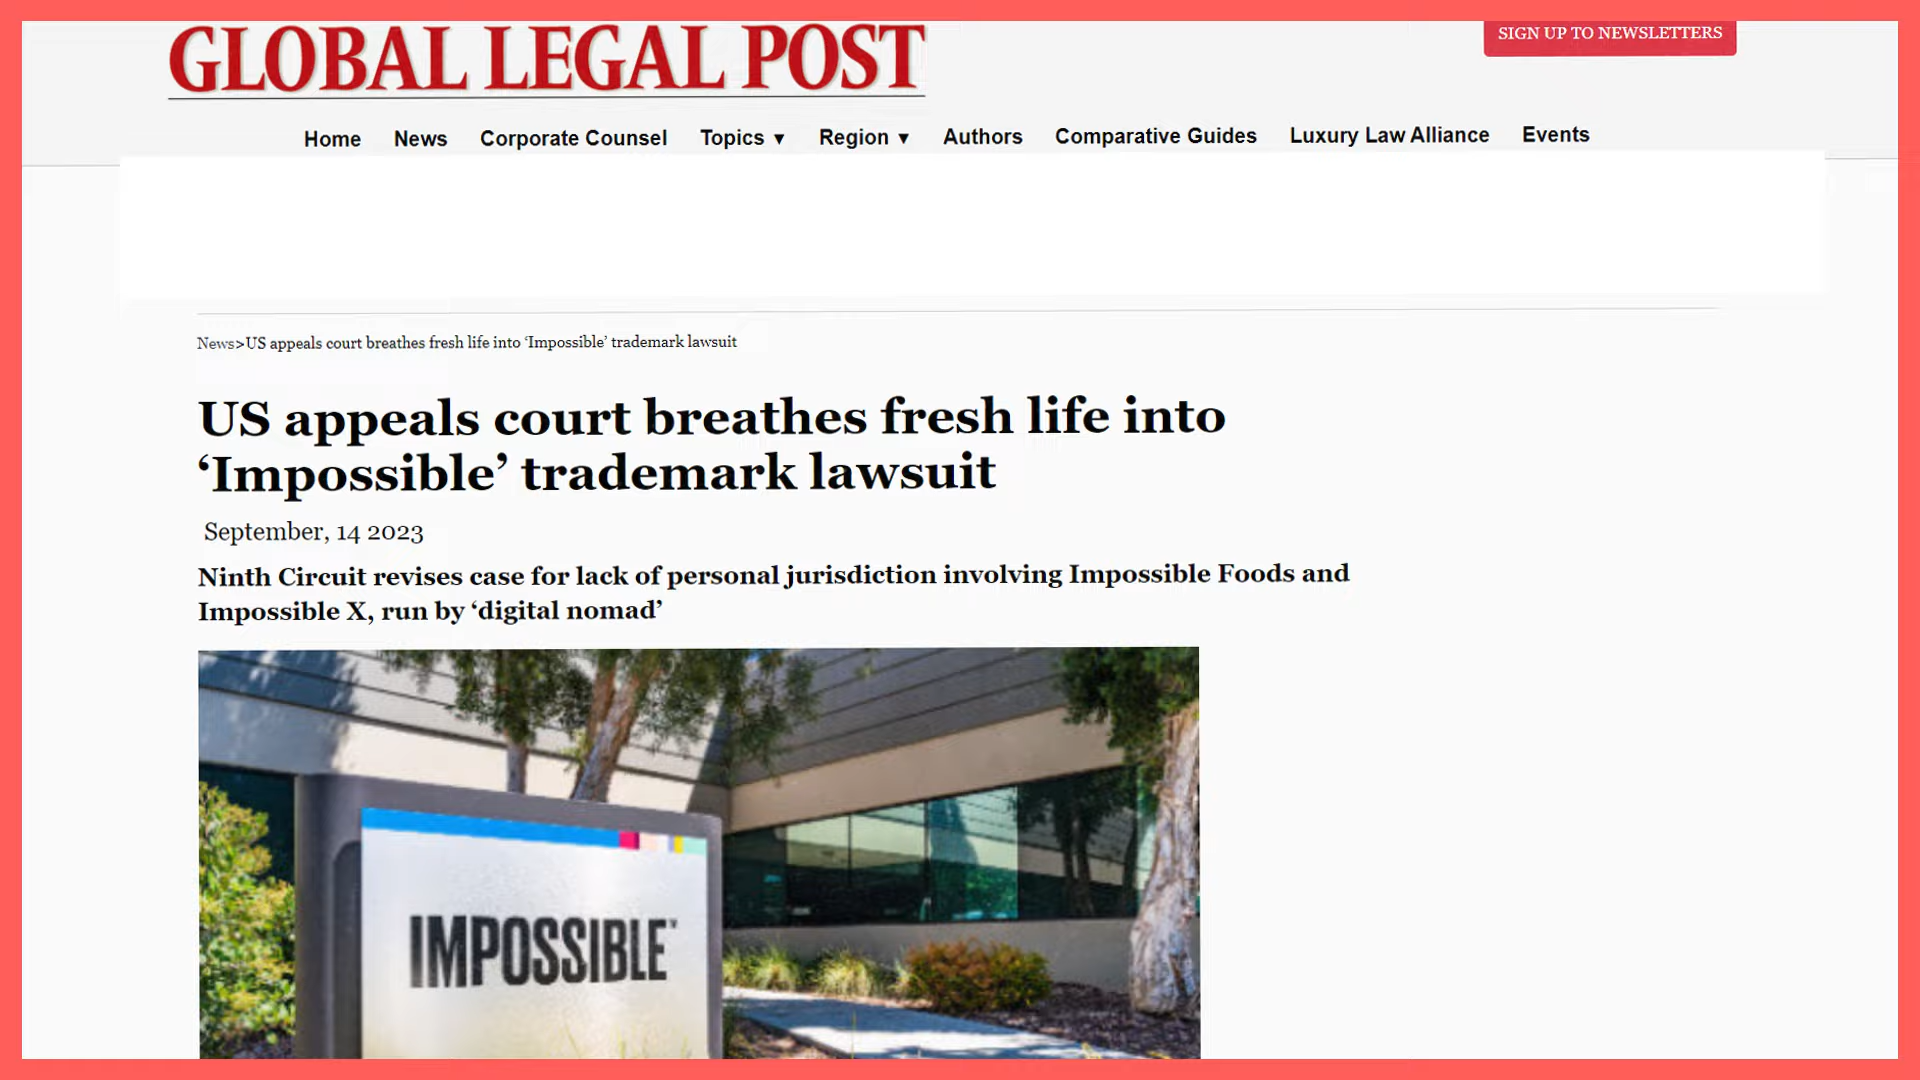 GLOBAL LEGAL POST
SIGN UP TO NEWSLETTERS
Home News Corporate Counsel Topics ▼ Region ▼ Authors Comparative Guides Luxury Law Alliance Events
News>US appeals court breathes fresh life into ‘Impossible’ trademark lawsuit
US appeals court breathes fresh life into
‘Impossible’ trademark lawsuit
September, 14 2023
Ninth Circuit revises case for lack of personal jurisdiction involving Impossible Foods and
Impossible X, run by ‘digital nomad’
IMPOSSIBLE™